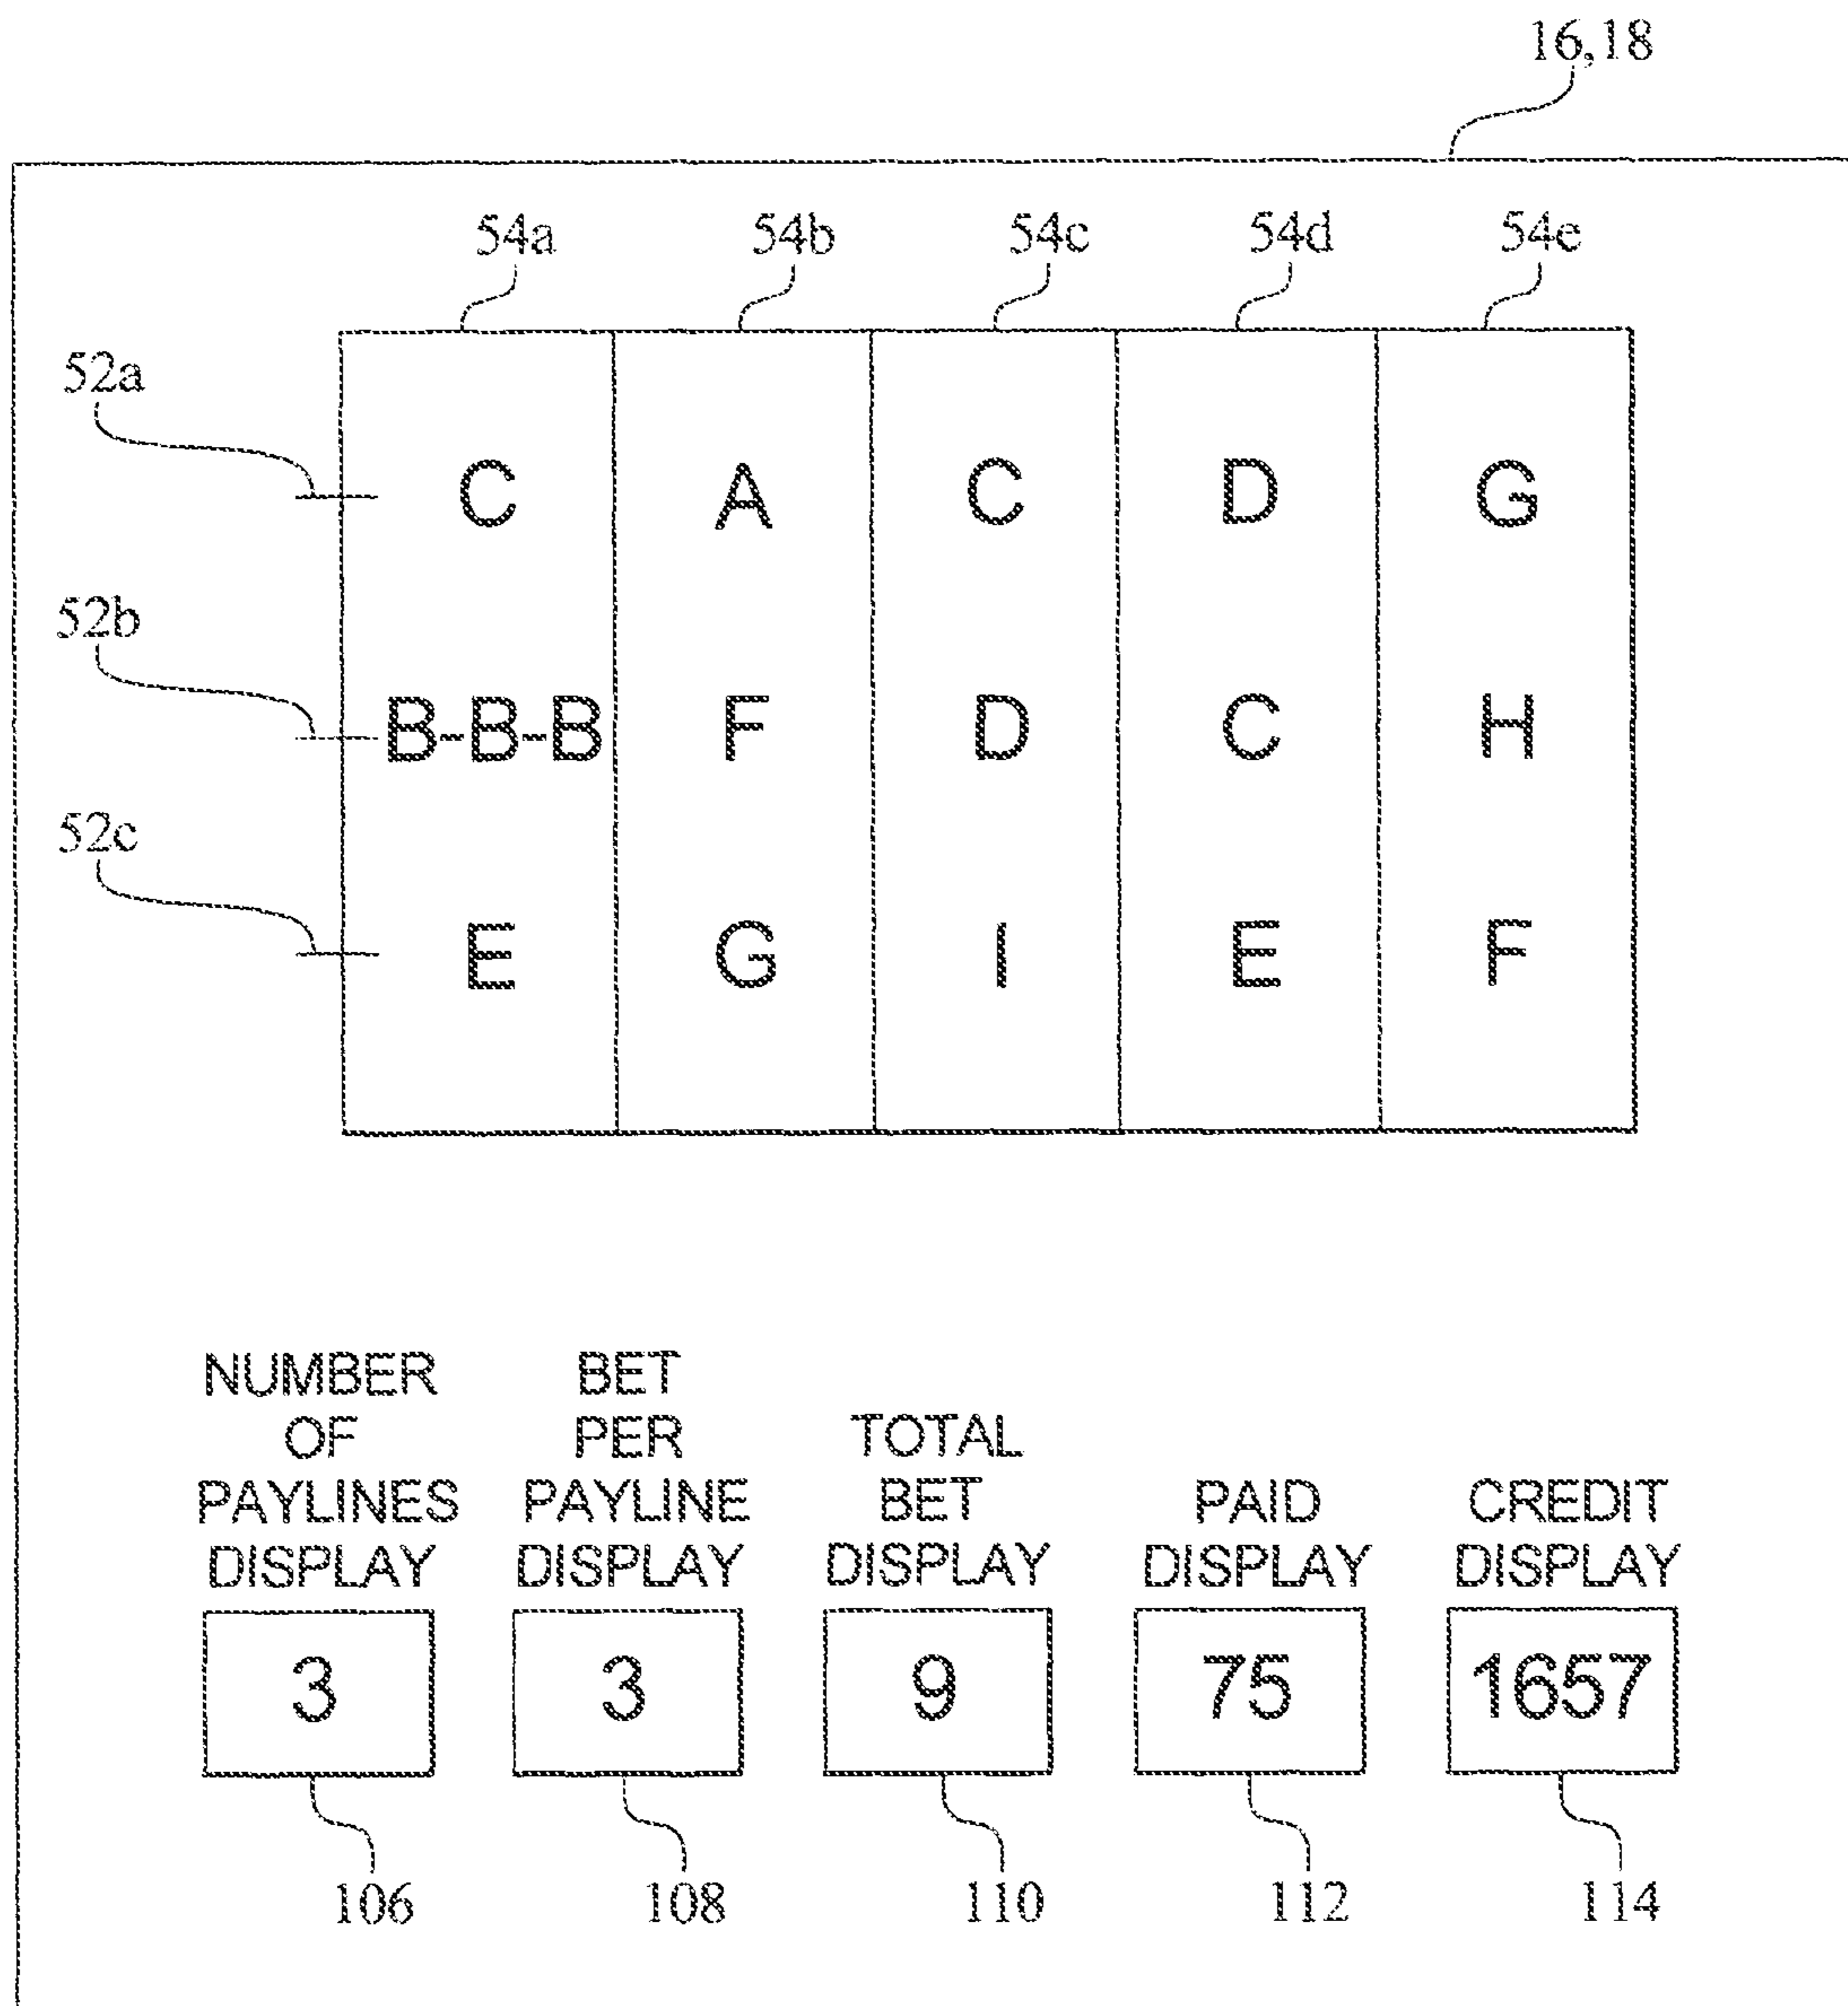 16,18
54a 54b 54c 54d 54e
52a
C A C D G
52b
B-B-B F D C H
52c
E G I E F
NUMBER OF PAYLINES DISPLAY
BET PER PAYLINE DISPLAY
TOTAL BET DISPLAY
PAID DISPLAY
CREDIT DISPLAY
3 3 9 75 1657
106 108 110 112 114